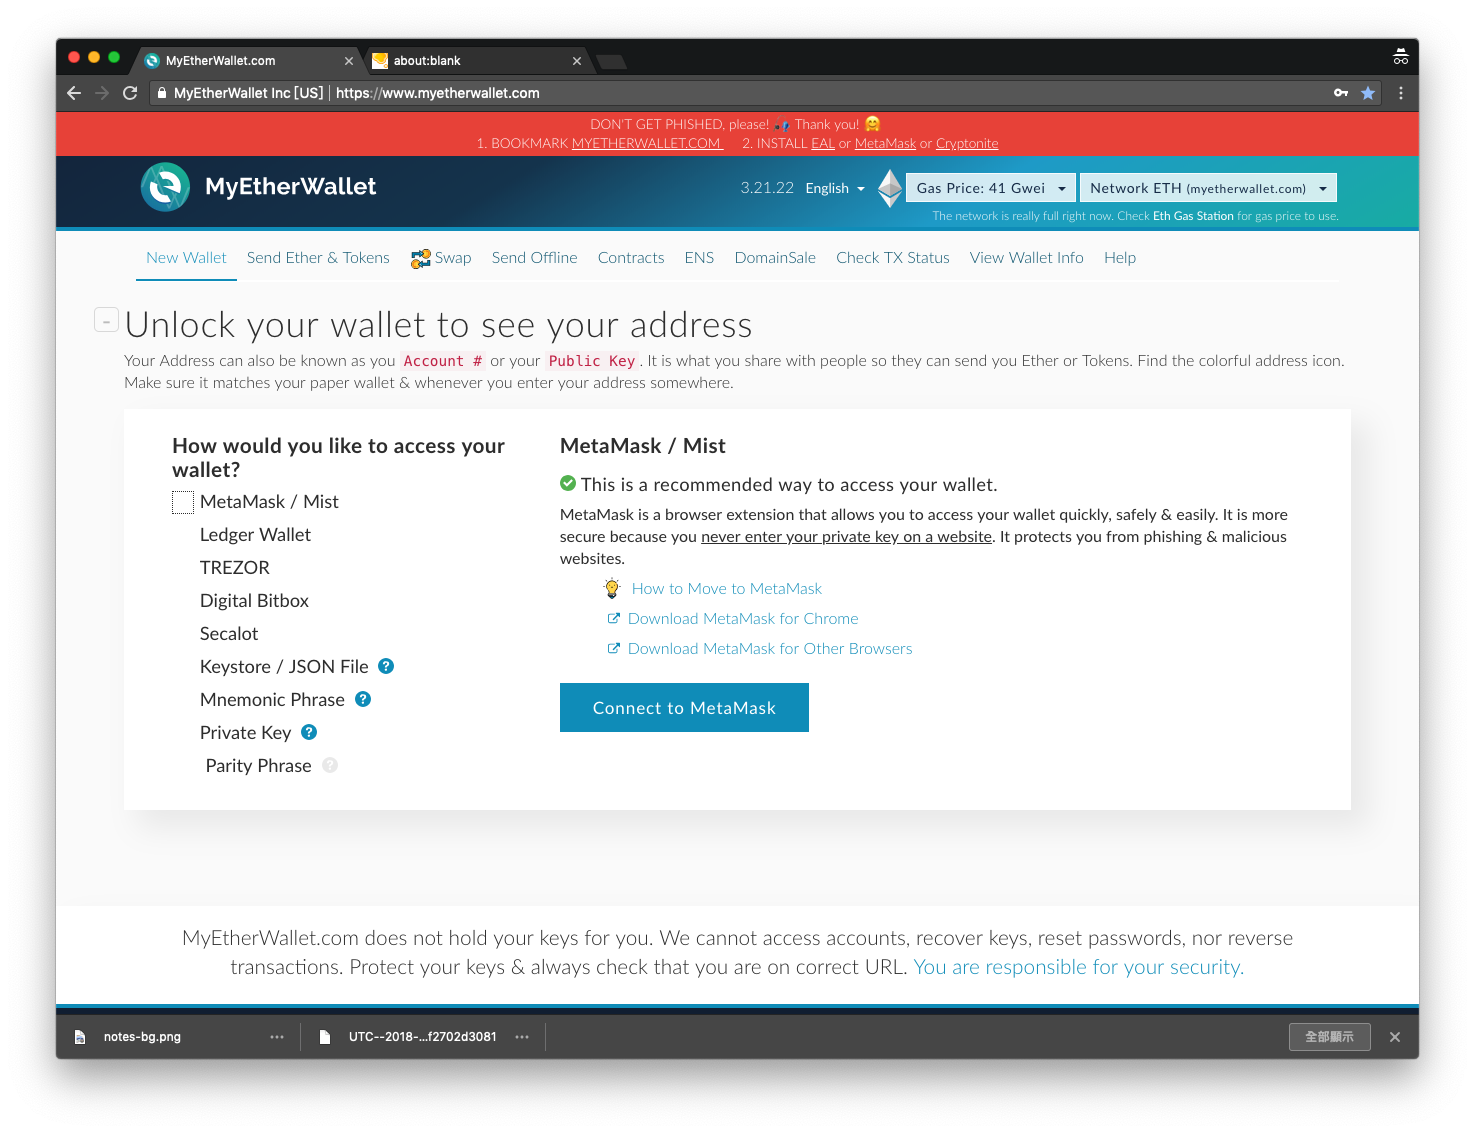 MyEtherWallet.com
about:blank
MyEtherWallet Inc [US] | https://www.myetherwallet.com
DON'T GET PHISHED, please! Thank you! 🤗
1. BOOKMARK MYETHERWALLET.COM 2. INSTALL EAL or MetaMask or Cryptonite
MyEtherWallet
3.21.22 English Gas Price: 41 Gwei Network ETH (myetherwallet.com)
The network is really full right now. Check Eth Gas Station for gas price to use.
New Wallet Send Ether & Tokens Swap Send Offline Contracts ENS DomainSale Check TX Status View Wallet Info Help
- Unlock your wallet to see your address
Your Address can also be known as you Account # or your Public Key. It is what you share with people so they can send you Ether or Tokens. Find the colorful address icon.
Make sure it matches your paper wallet & whenever you enter your address somewhere.
How would you like to access your
wallet?
MetaMask / Mist
Ledger Wallet
TREZOR
Digital Bitbox
Secalot
Keystore / JSON File ?
Mnemonic Phrase ?
Private Key ?
Parity Phrase ?
MetaMask / Mist
This is a recommended way to access your wallet.
MetaMask is a browser extension that allows you to access your wallet quickly, safely & easily. It is more
secure because you never enter your private key on a website. It protects you from phishing & malicious
websites.
How to Move to MetaMask
Download MetaMask for Chrome
Download MetaMask for Other Browsers
Connect to MetaMask
MyEtherWallet.com does not hold your keys for you. We cannot access accounts, recover keys, reset passwords, nor reverse
transactions. Protect your keys & always check that you are on correct URL. You are responsible for your security.
notes-bg.png
UTC--2018-...f2702d3081
全部顯示